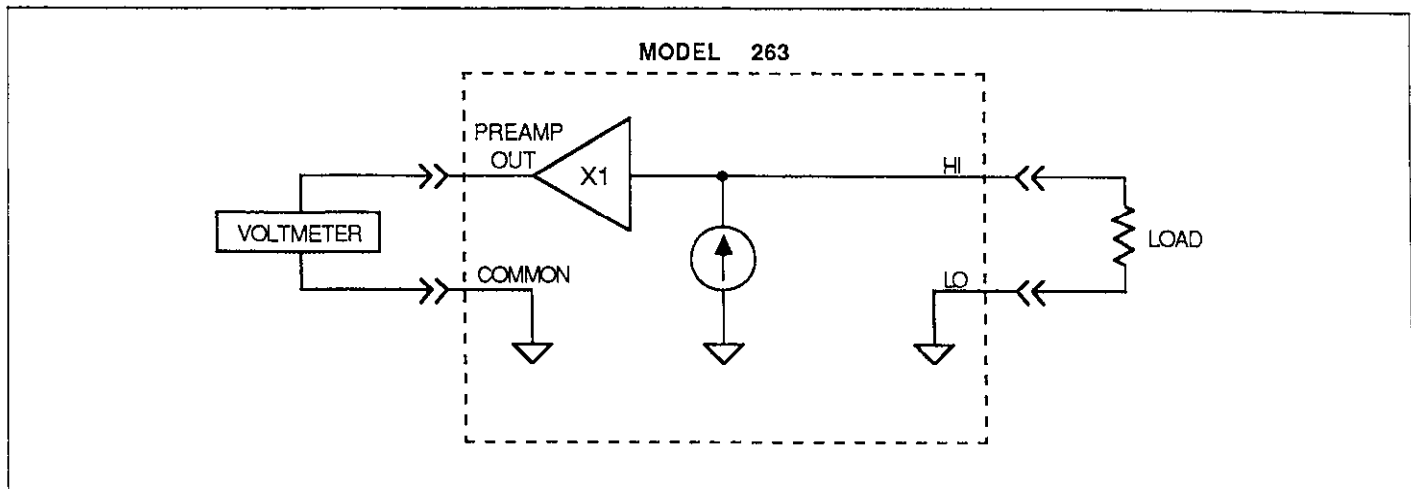 MODEL 263
PREAMP
OUT
X1
HI
VOLTMETER
LOAD
COMMON
LO